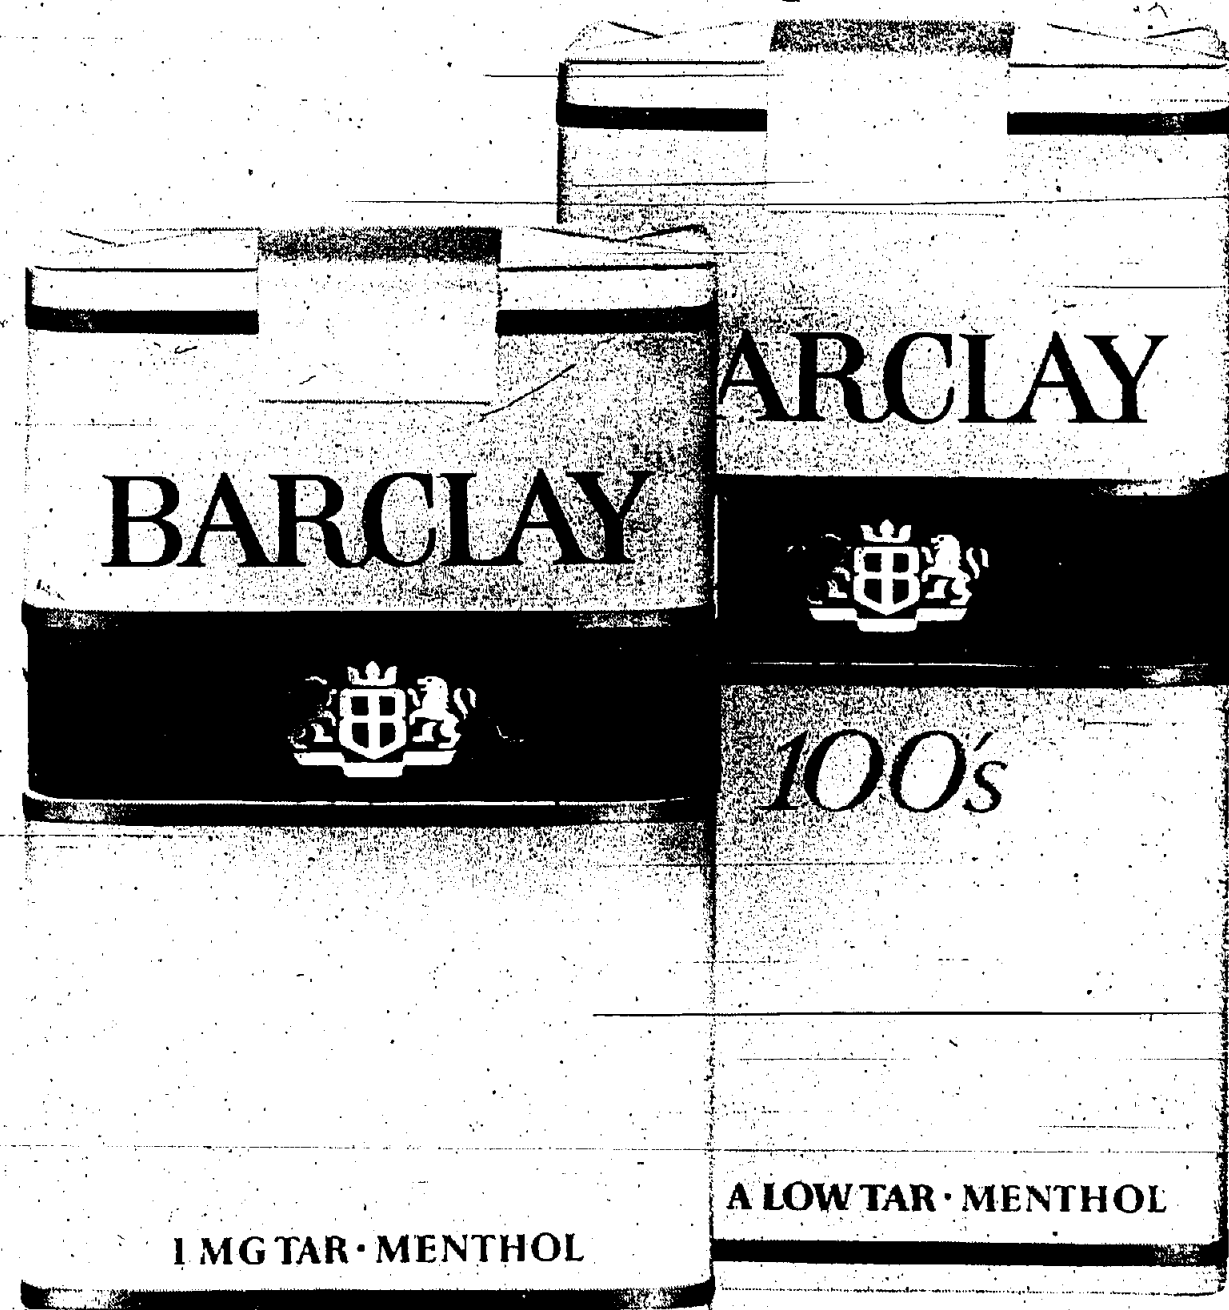 BARCLAY
1 MG TAR · MENTHOL
ARCLAY
100's
A LOW TAR · MENTHOL